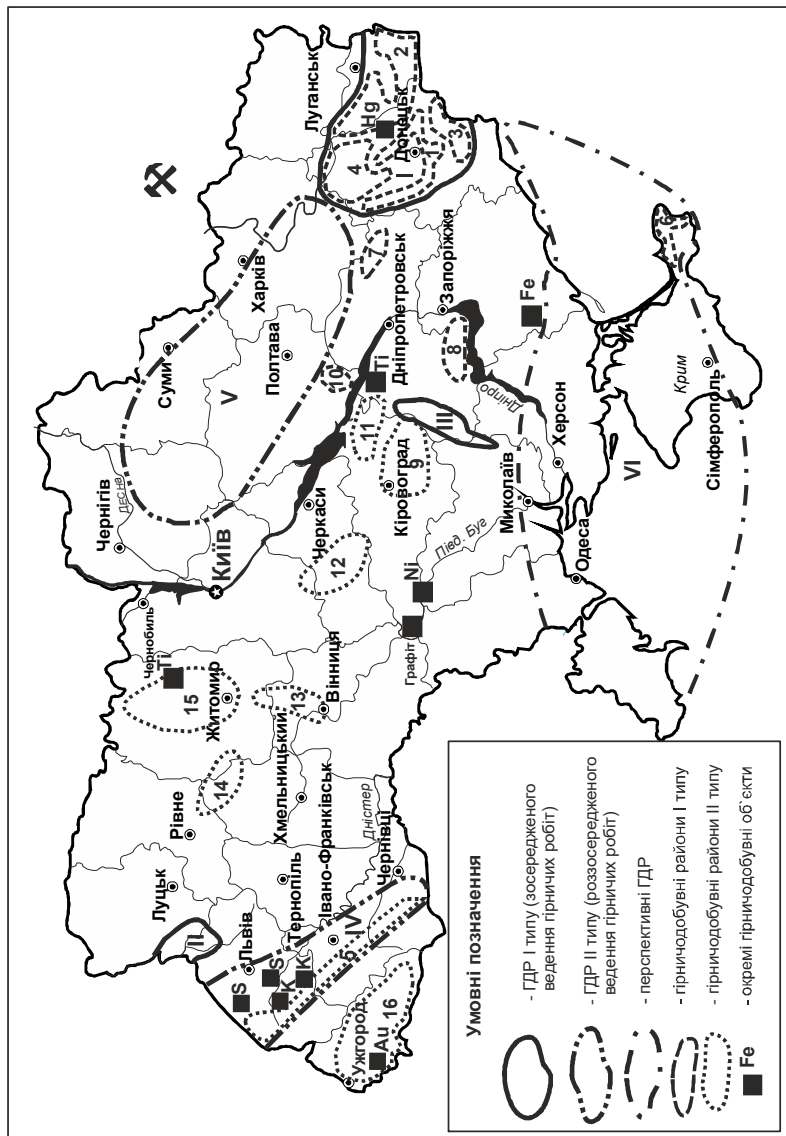 Луганськ
Hg
2
4
Донецьк
І
3
Харків
Суми
Полтава
V
7
Дніпропетровськ
Запоріжжя
Fe
6
10
Ti
8
11
III
Дніпро
Крим
Сімферополь
Чернігів
Десна
Київ
Черкаси
Кіровоград
9
Херсон
VI
Миколаїв
Одеса
Півд. Буг
12
Ni
Графіт
Чернобиль
Ti
15
Житомир
13
Вінниця
14
Хмельницький
Рівне
Луцьк
Тернопіль
Івано-Франківськ
Дністер
Чернівці
II
Львів
IV
S
S
K
K
5
Ужгород
Au
16
Умовні позначення
- ГДР І типу (зосередженого
ведення гірничих робіт)
- ГДР ІІ типу (роззосередженого
ведення гірничих робіт)
- перспективні ГДР
- гірничодобувні райони І типу
- гірничодобувні райони ІІ типу
Fe
- окремі гірничодобувні об`єкти